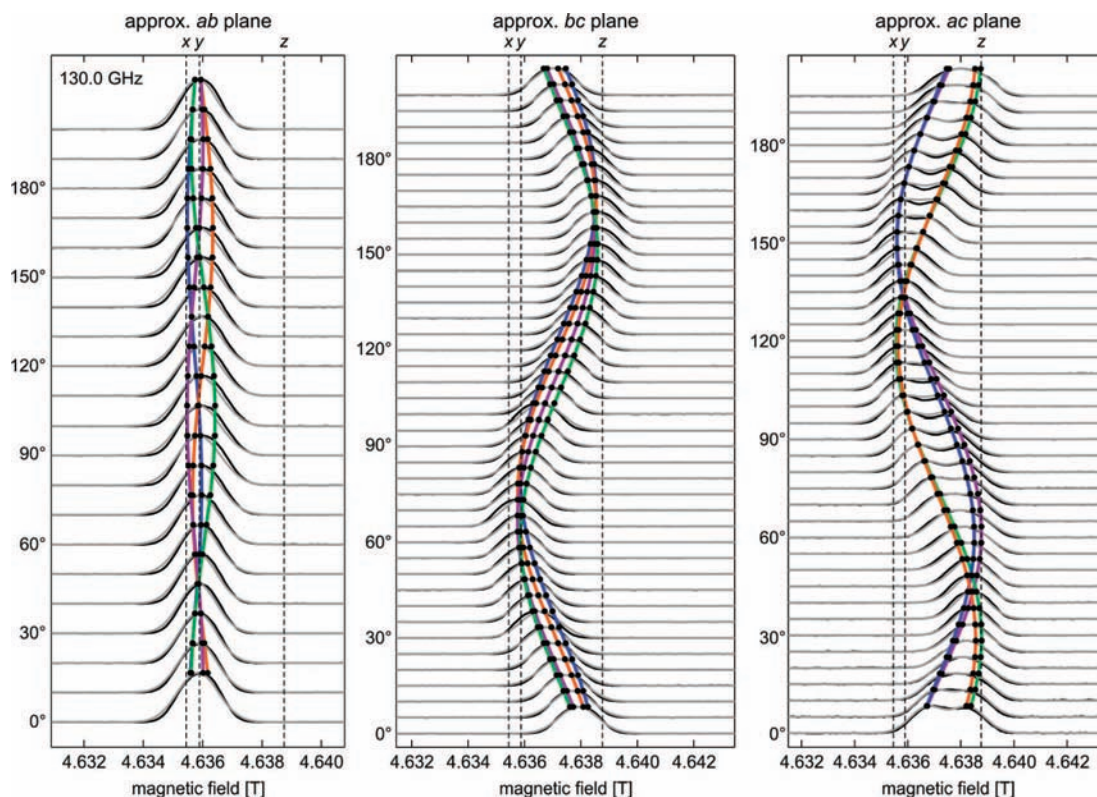 approx. ab plane
x y z
130.0 GHz
180°
150°
120°
90°
60°
30°
0°
4.632 4.634 4.636 4.638 4.640
magnetic field [T]
approx. bc plane
x y z
180°
150°
120°
90°
60°
30°
0°
4.632 4.634 4.636 4.638 4.640 4.642
magnetic field [T]
approx. ac plane
x y z
180°
150°
120°
90°
60°
30°
0°
4.632 4.634 4.636 4.638 4.640 4.642
magnetic field [T]